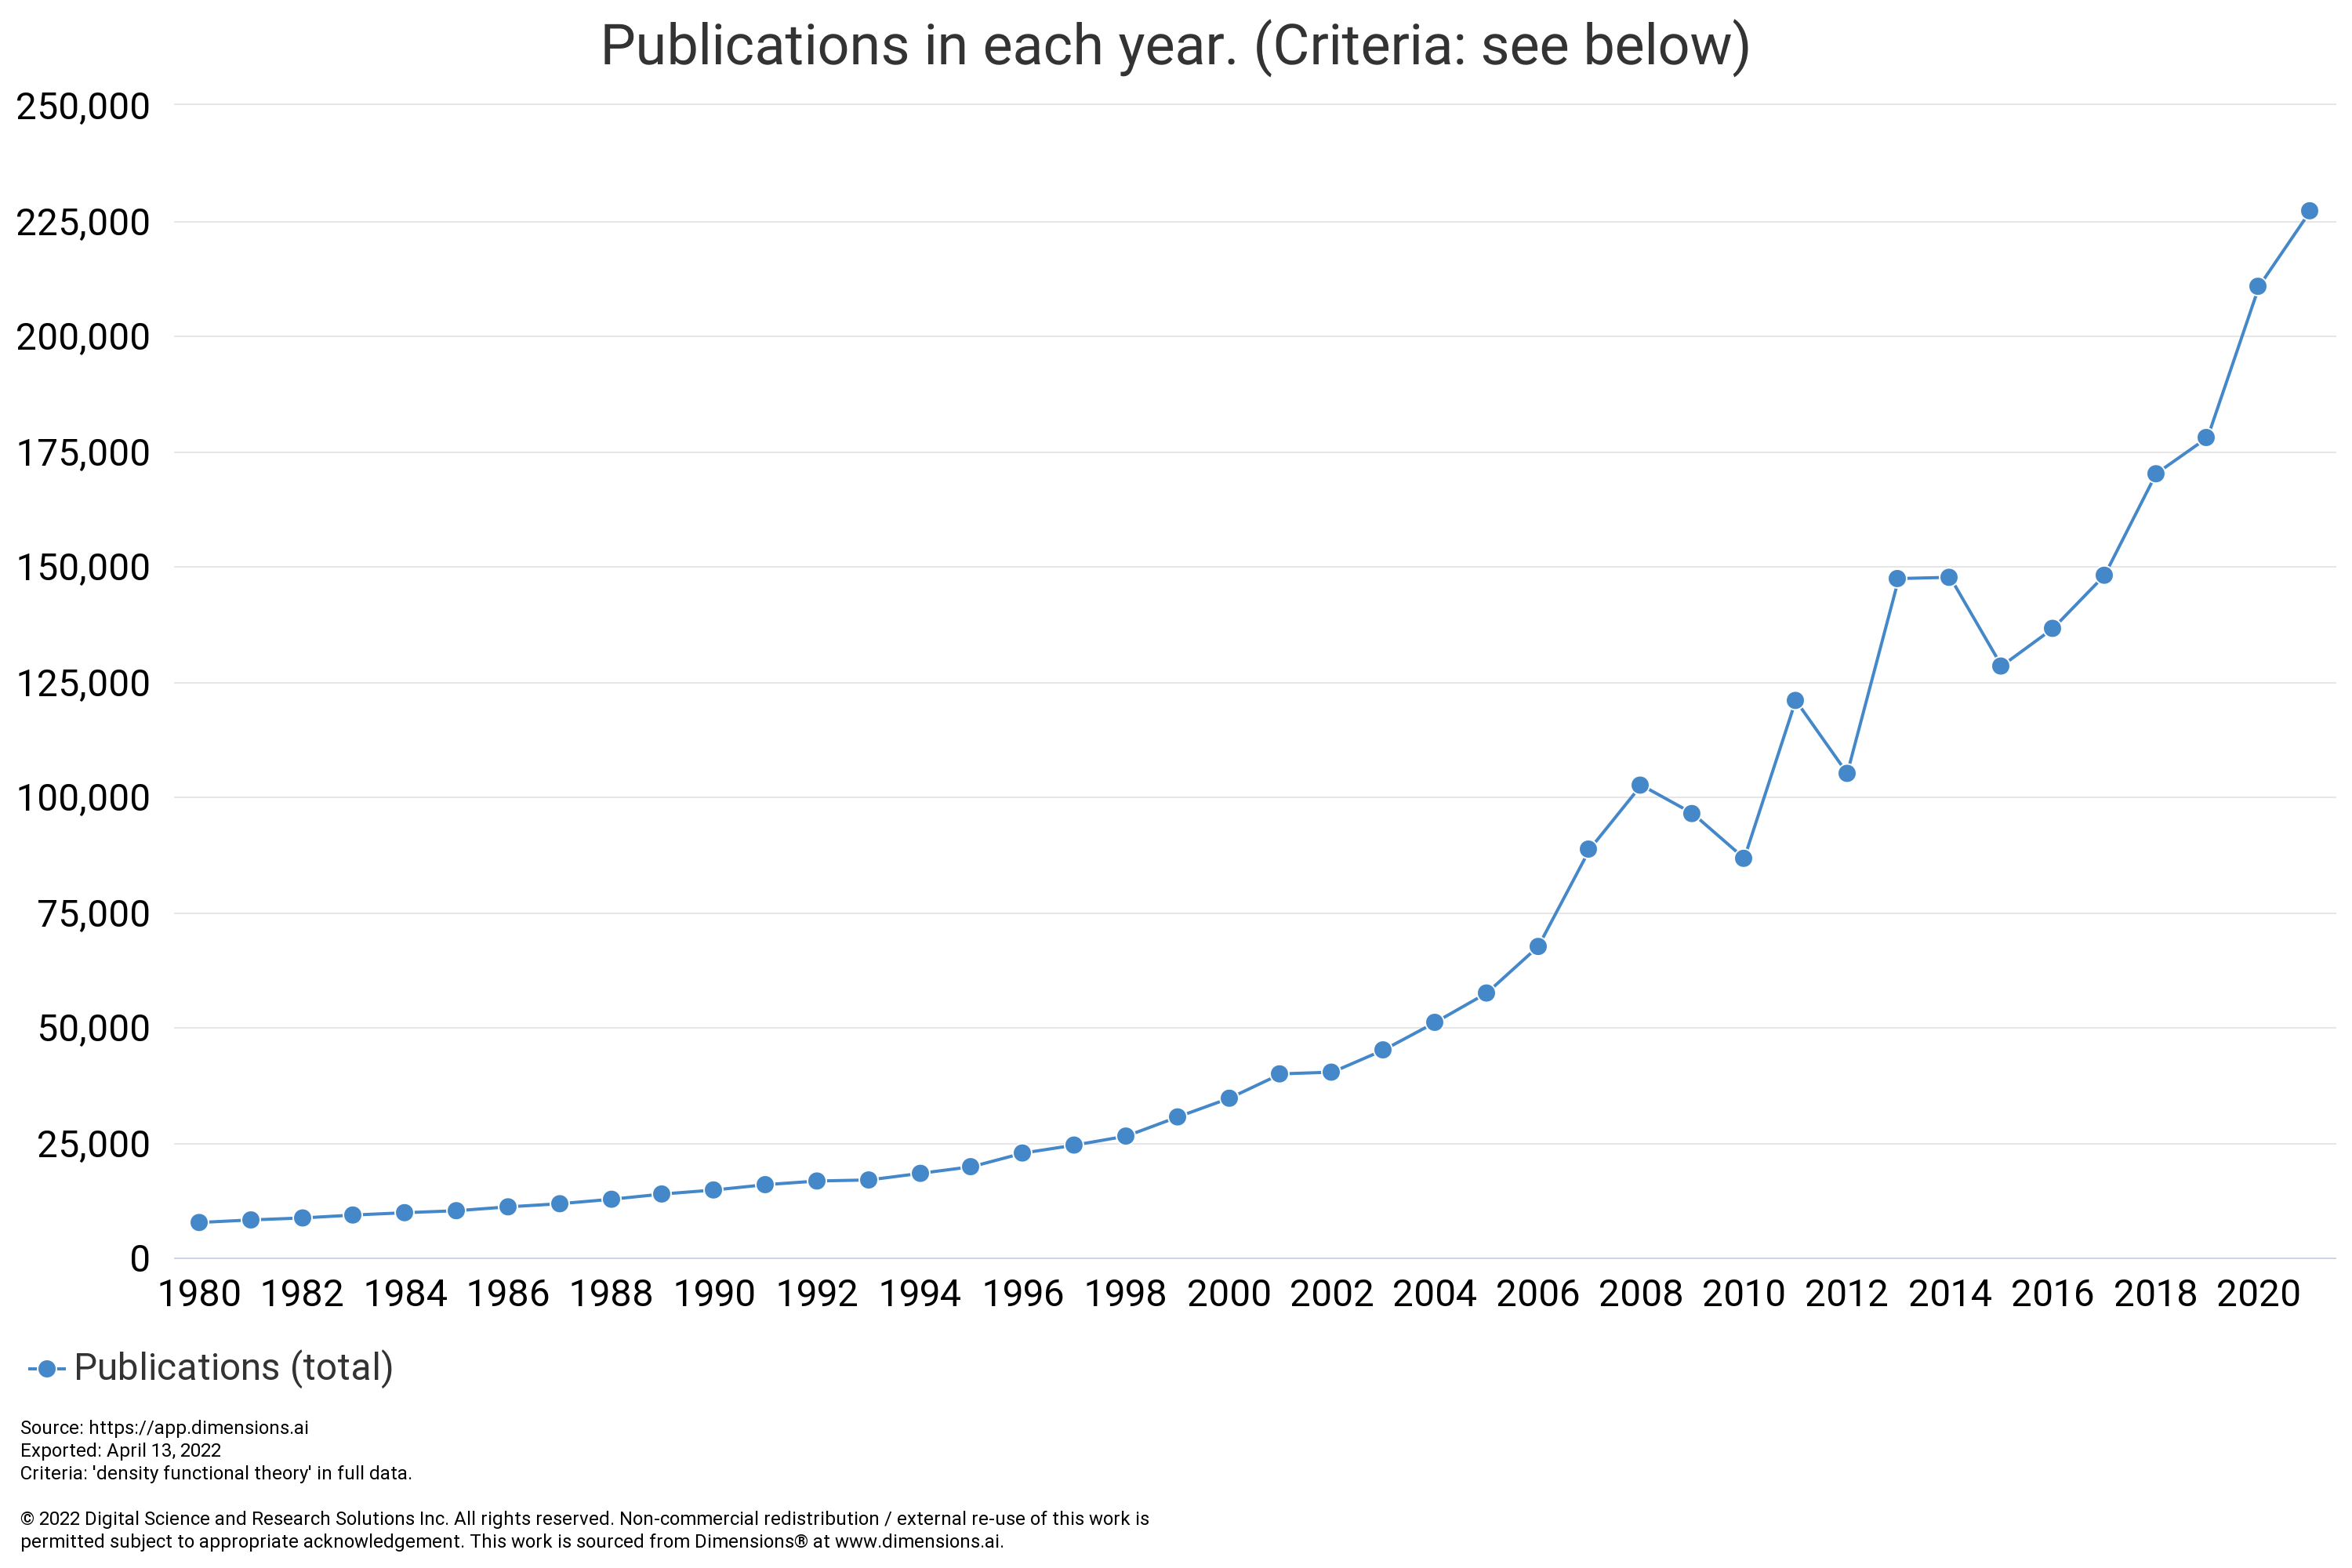 Publications in each year. (Criteria: see below)
250,000
225,000
200,000
175,000
150,000
125,000
100,000
75,000
50,000
25,000
0
1980 1982 1984 1986 1988 1990 1992 1994 1996 1998 2000 2002 2004 2006 2008 2010 2012 2014 2016 2018 2020
Publications (total)
Source: https://app.dimensions.ai
Exported: April 13, 2022
Criteria: 'density functional theory' in full data.
© 2022 Digital Science and Research Solutions Inc. All rights reserved. Non-commercial redistribution / external re-use of this work is
permitted subject to appropriate acknowledgement. This work is sourced from Dimensions® at www.dimensions.ai.